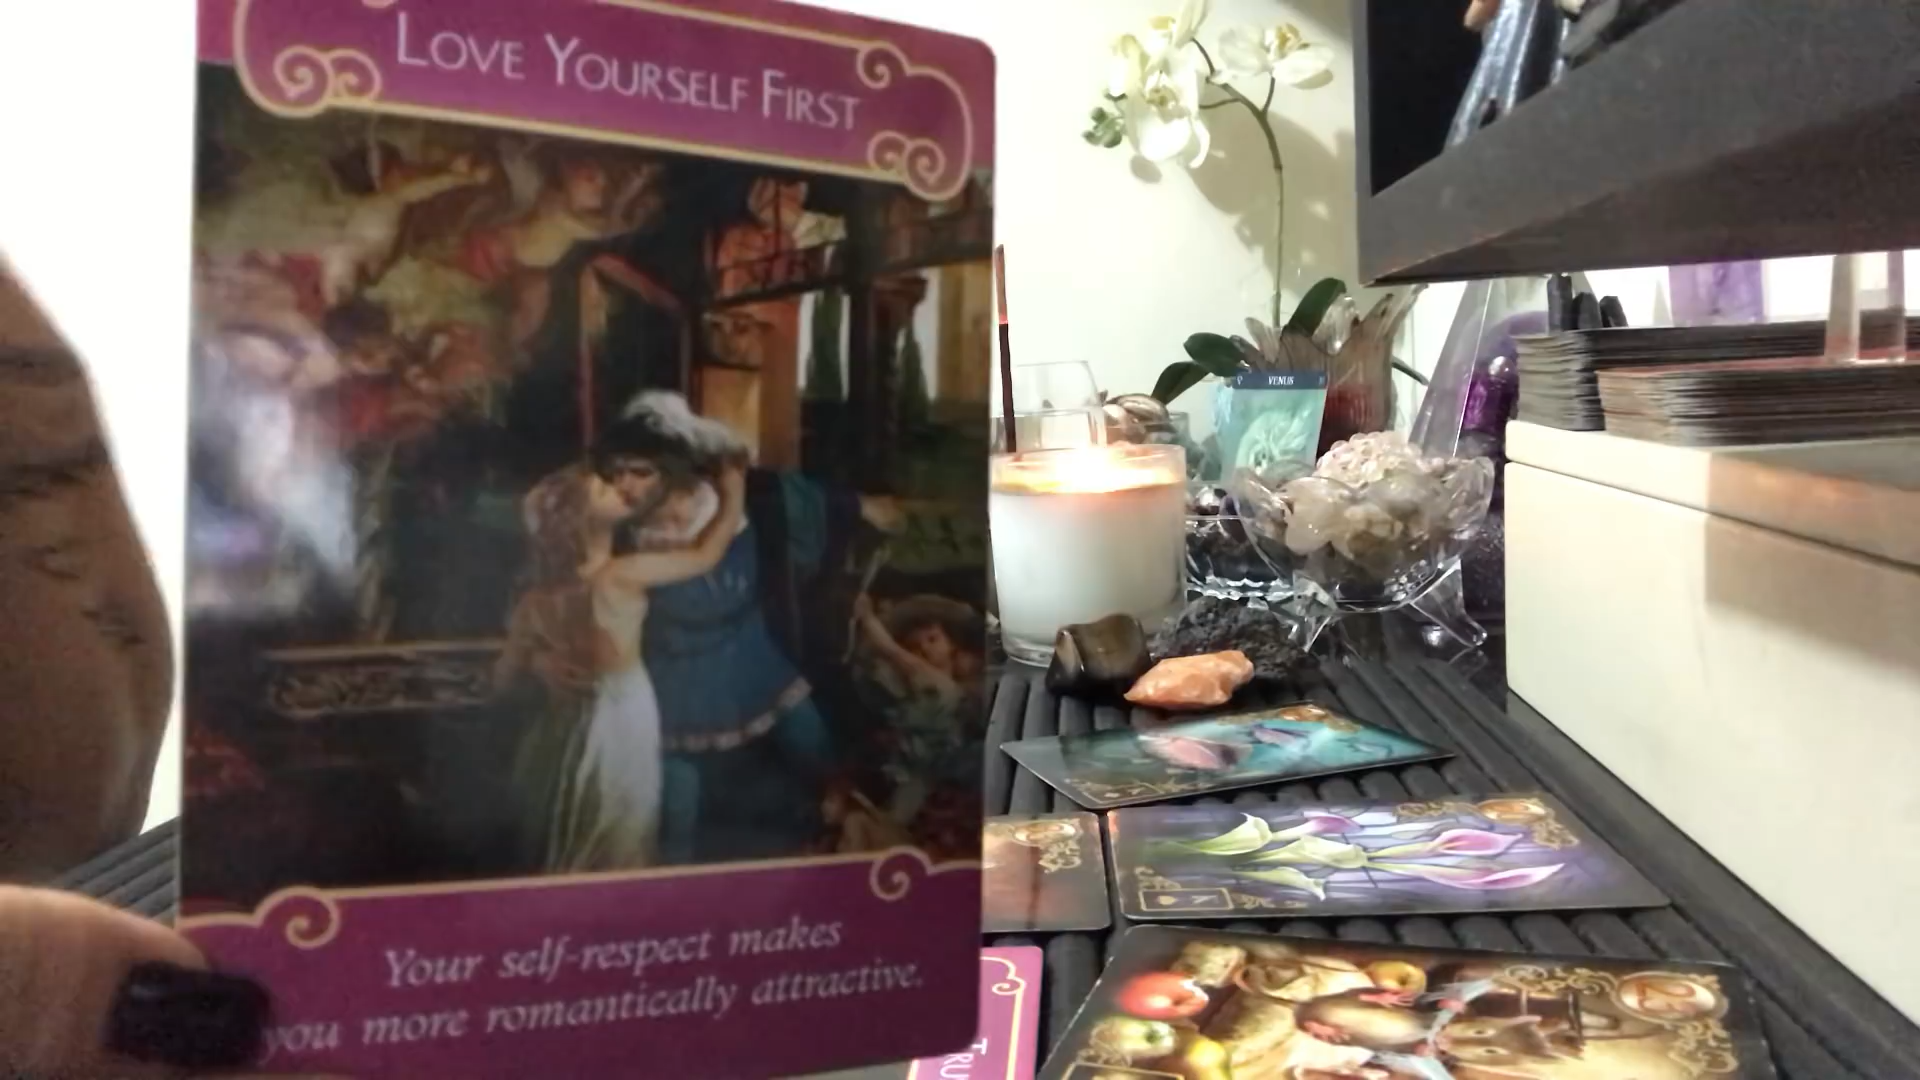 LOVE YOURSELF FIRST
Your self-respect makes
you more romantically attractive.
VENUS